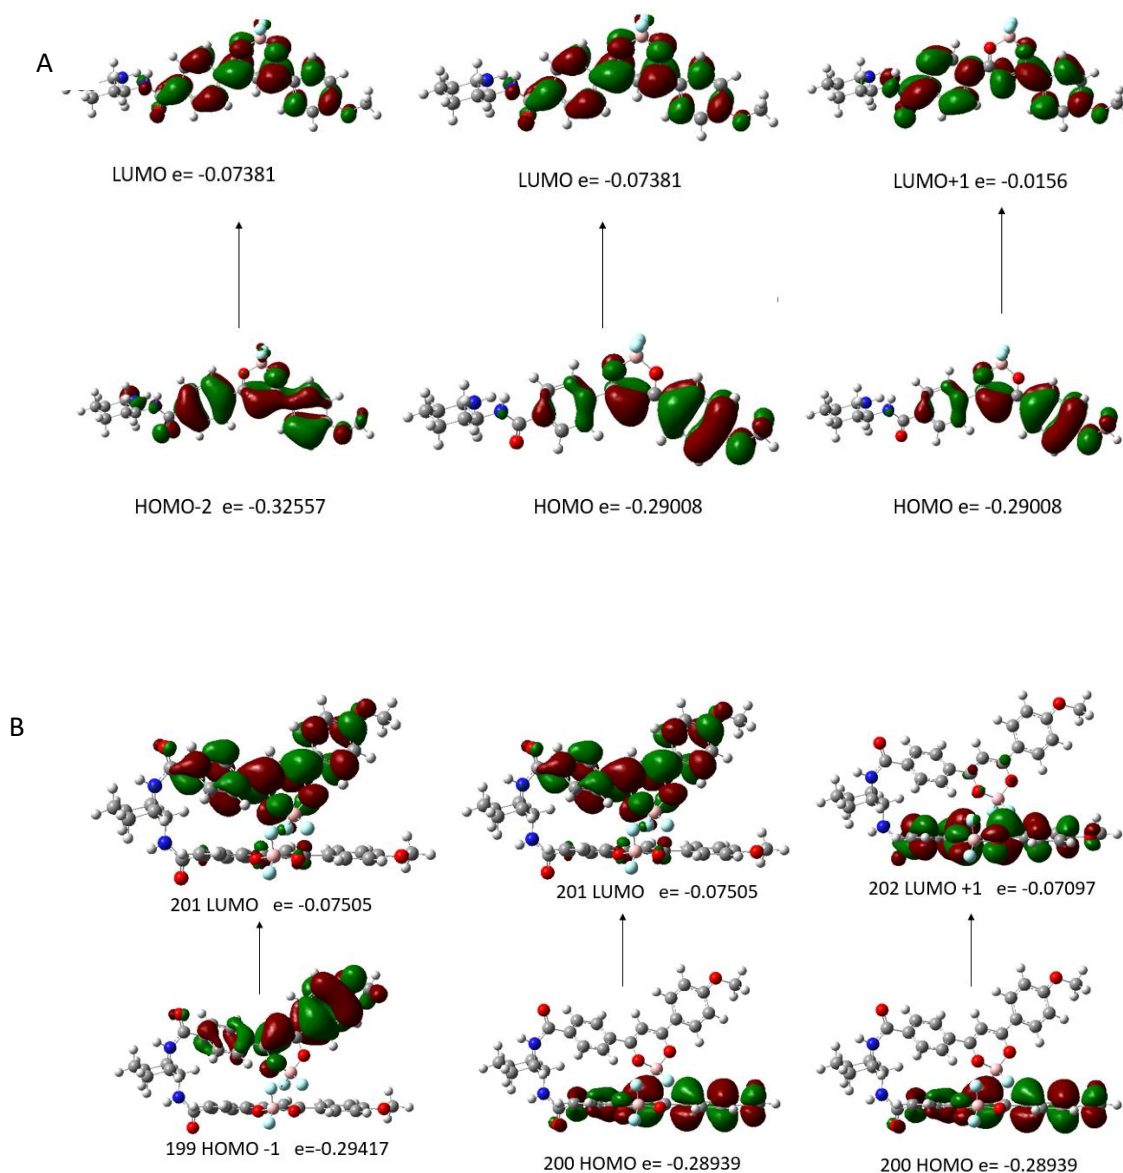 A
LUMO e= -0.07381
LUMO e= -0.07381
LUMO+1 e= -0.0156
HOMO-2 e= -0.32557
HOMO e= -0.29008
HOMO e= -0.29008
B
201 LUMO e= -0.07505
201 LUMO e= -0.07505
202 LUMO +1 e= -0.07097
199 HOMO -1 e=-0.29417
200 HOMO e= -0.28939
200 HOMO e= -0.28939